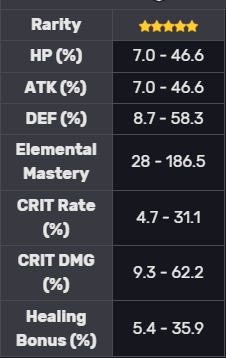 Rarity
HP (%) 7.0 - 46.6
ATK (%) 7.0 - 46.6
DEF (%) 8.7 - 58.3
Elemental
Mastery
28 - 186.5
CRIT Rate
(%)
4.7 - 31.1
CRIT DMG
(%)
9.3 - 62.2
Healing
Bonus (%)
5.4 - 35.9